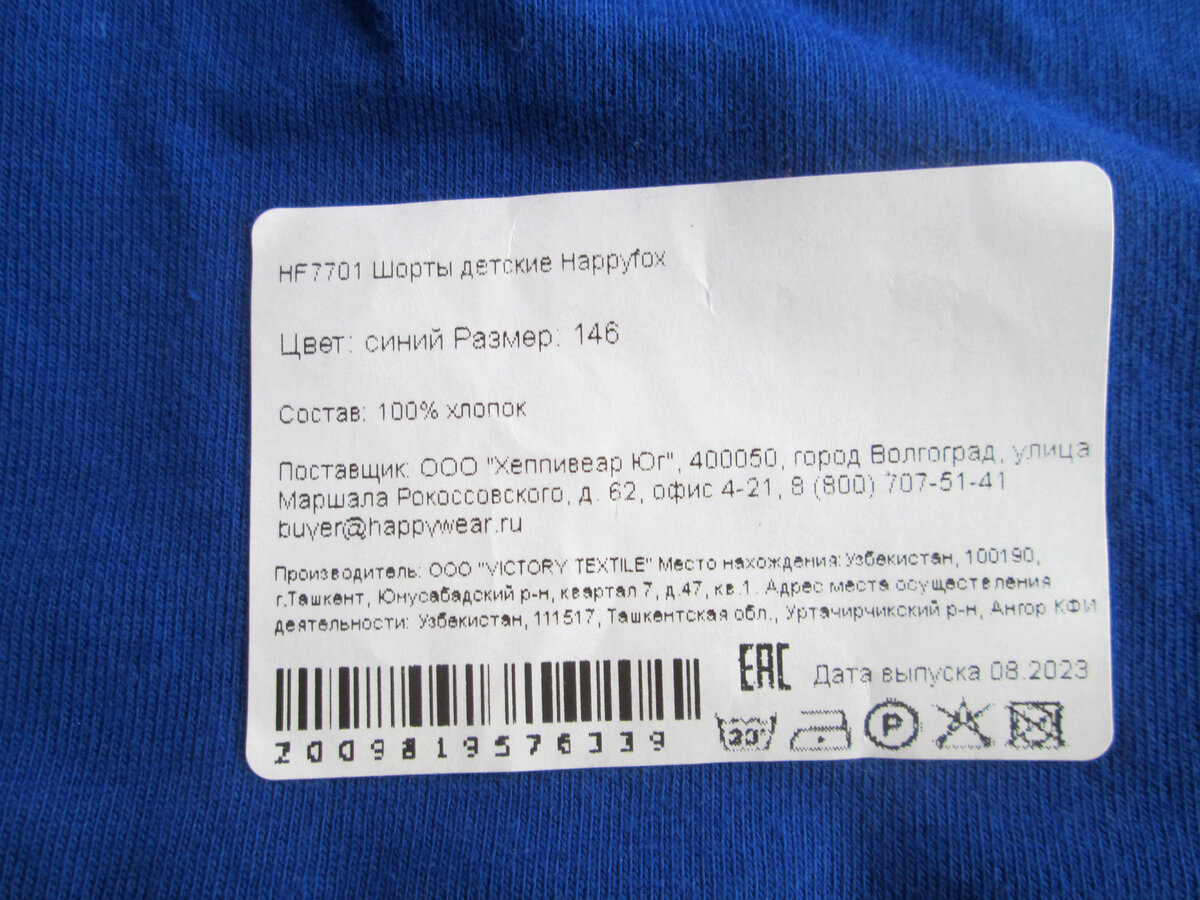 HF7701 Шорты детские Happyfox
Цвет: синий Размер: 146
Состав: 100% хлопок
Поставщик: ООО "Хеппивеар Юг", 400050, город Волгоград, улица
Маршала Рокоссовского, д. 62, офис 4-21, 8 (800) 707-51-41
buyer@happywear.ru
Производитель: ООО "VICTORY TEXTILE" Место нахождения: Узбекистан, 100190,
г.Ташкент, Юнусабадский р-н, квартал 7, д.47, кв.1. Адрес места осуществления
деятельности: Узбекистан, 111517, Ташкентская обл., Уртачирчикский р-н, Ангор КФИ
EAC Дата выпуска 08.2023
2009819576339
30° P